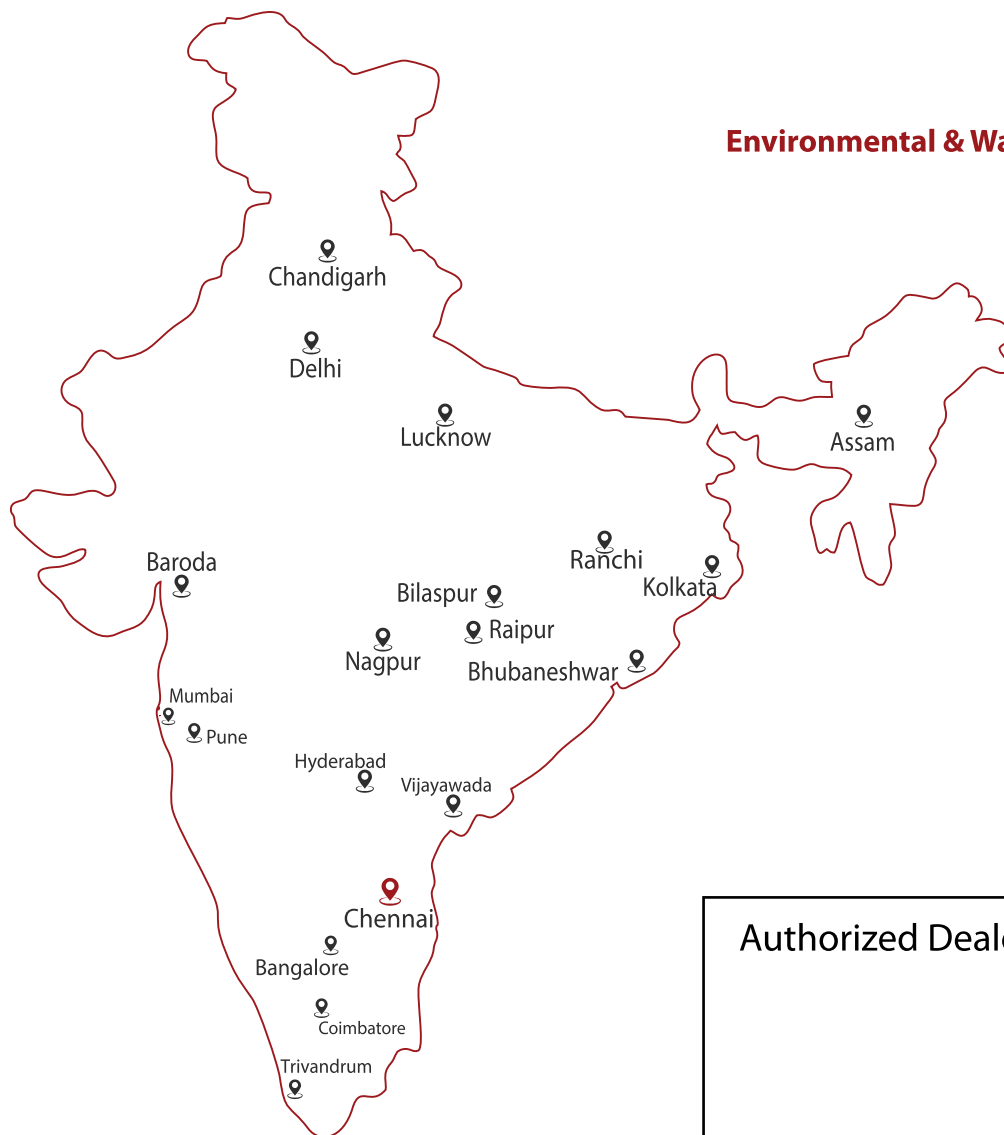 Environmental & Wa
Chandigarh
Delhi
Lucknow
Assam
Ranchi
Baroda
Kolkata
Bilaspur
Raipur
Nagpur
Bhubaneshwar
Mumbai
Pune
Hyderabad
Vijayawada
Chennai
Authorized Deal
Bangalore
Coimbatore
Trivandrum